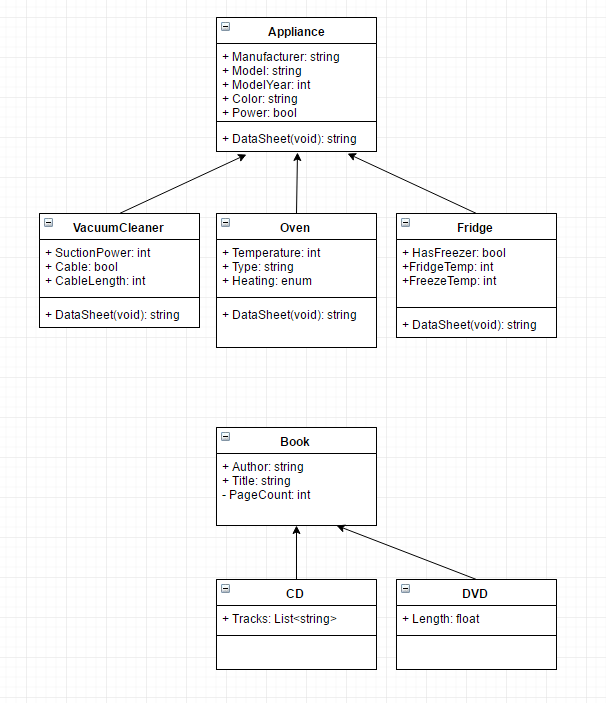 Appliance
+ Manufacturer: string
+ Model: string
+ ModelYear: int
+ Color: string
+ Power: bool
+ DataSheet(void): string
VacuumCleaner
+ SuctionPower: int
+ Cable: bool
+ CableLength: int
+ DataSheet(void): string
Oven
+ Temperature: int
+ Type: string
+ Heating: enum
+ DataSheet(void): string
Fridge
+ HasFreezer: bool
+FridgeTemp: int
+FreezeTemp: int
+ DataSheet(void): string
Book
+ Author: string
+ Title: string
- PageCount: int
CD
+ Tracks: List<string>
DVD
+ Length: float